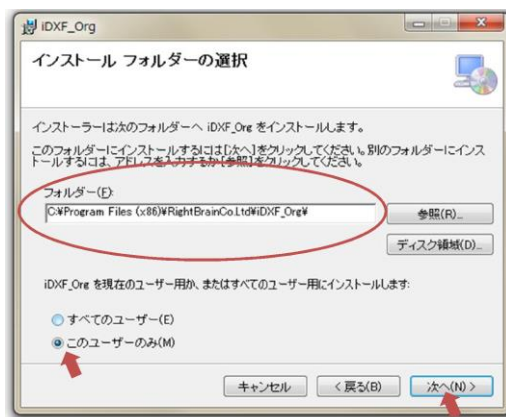 iDXF_Org
インストール フォルダーの選択
インストーラーは次のフォルダーへ iDXF_Org をインストールします。
このフォルダーにインストールするには[次へ]をクリックしてください。別のフォルダーにインス
トールするには、アドレスを入力するか[参照]をクリックしてください。
フォルダー(F):
C:¥Program Files (x86)¥RightBrainCo.Ltd¥iDXF_Org¥
参照(R)...
ディスク領域(D)...
iDXF_Org を現在のユーザー用か、またはすべてのユーザー用にインストールします:
すべてのユーザー(E)
このユーザーのみ(M)
キャンセル
< 戻る(B)
次へ(N) >